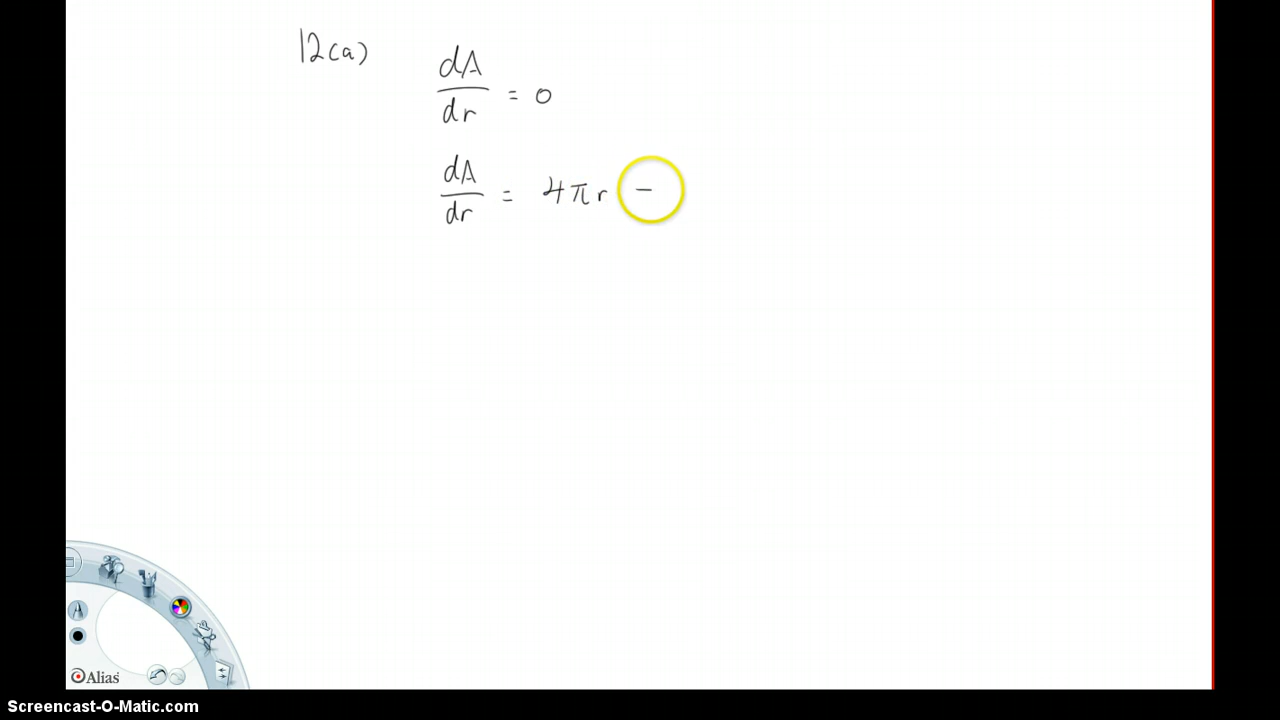 12(a)
dA/dr = 0
dA/dr = 4πr −
Alias
Screencast-O-Matic.com